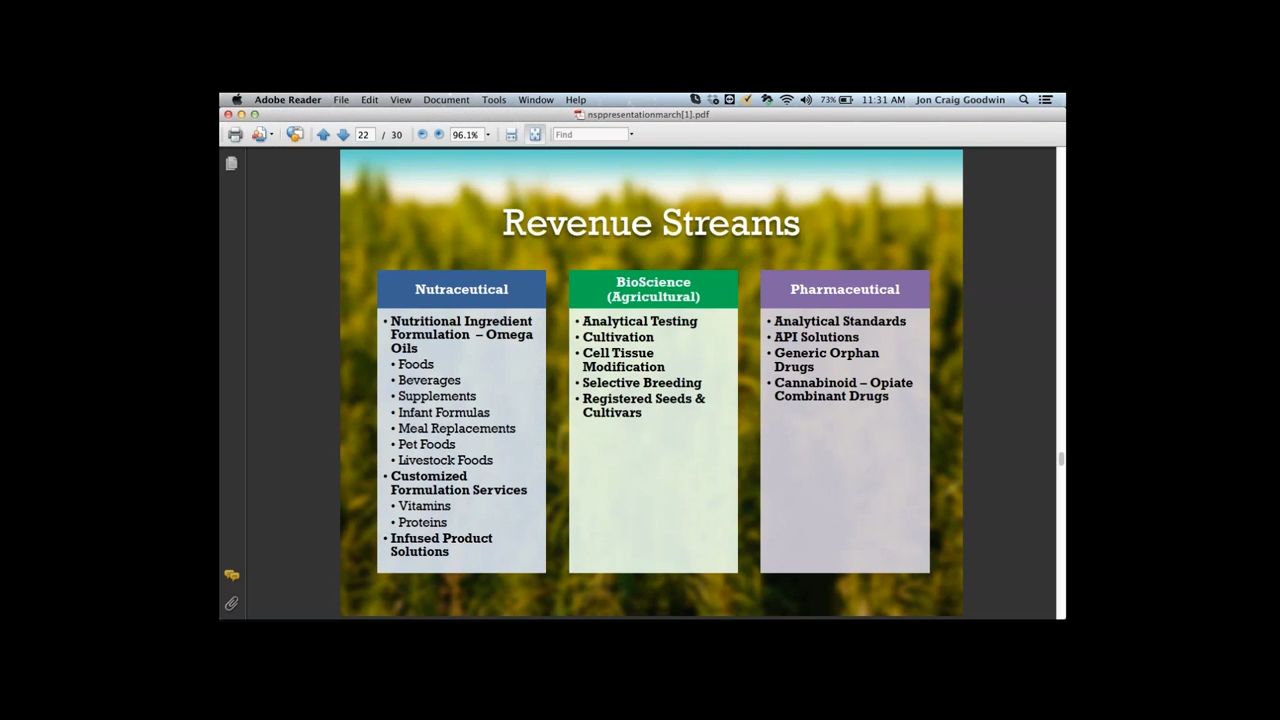 Adobe Reader File Edit View Document Tools Window Help 73% 11:31 AM Jon Craig Goodwin
nsppresentationmarch[1].pdf
22 / 30 96.1% Find
Revenue Streams
Nutraceutical
• Nutritional Ingredient
Formulation – Omega
Oils
• Foods
• Beverages
• Supplements
• Infant Formulas
• Meal Replacements
• Pet Foods
• Livestock Foods
• Customized
Formulation Services
• Vitamins
• Proteins
• Infused Product
Solutions
BioScience
(Agricultural)
• Analytical Testing
• Cultivation
• Cell Tissue
Modification
• Selective Breeding
• Registered Seeds &
Cultivars
Pharmaceutical
• Analytical Standards
• API Solutions
• Generic Orphan
Drugs
• Cannabinoid – Opiate
Combinant Drugs